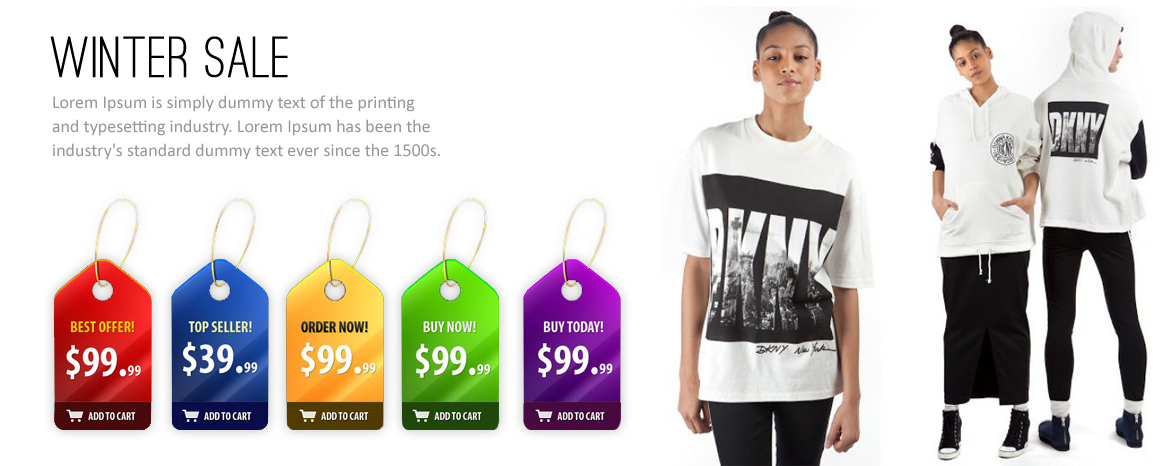 WINTER SALE
Lorem Ipsum is simply dummy text of the printing
and typesetting industry. Lorem Ipsum has been the
industry's standard dummy text ever since the 1500s.
BEST OFFER!
$99.99
ADD TO CART
TOP SELLER!
$39.99
ADD TO CART
ORDER NOW!
$99.99
ADD TO CART
BUY NOW!
$99.99
ADD TO CART
BUY TODAY!
$99.99
ADD TO CART
DKNY
DKNY New York
DKNY
DKNY